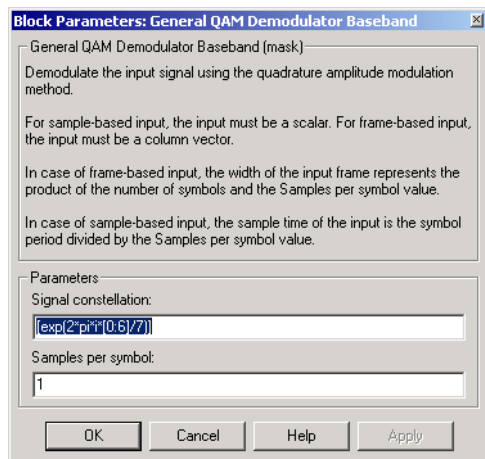 Block Parameters: General QAM Demodulator Baseband
General QAM Demodulator Baseband (mask)
Demodulate the input signal using the quadrature amplitude modulation
method.
For sample-based input, the input must be a scalar. For frame-based input,
the input must be a column vector.
In case of frame-based input, the width of the input frame represents the
product of the number of symbols and the Samples per symbol value.
In case of sample-based input, the sample time of the input is the symbol
period divided by the Samples per symbol value.
Parameters
Signal constellation:
[exp(2*pi*i*[0:6]/7)]
Samples per symbol:
1
OK Cancel Help Apply